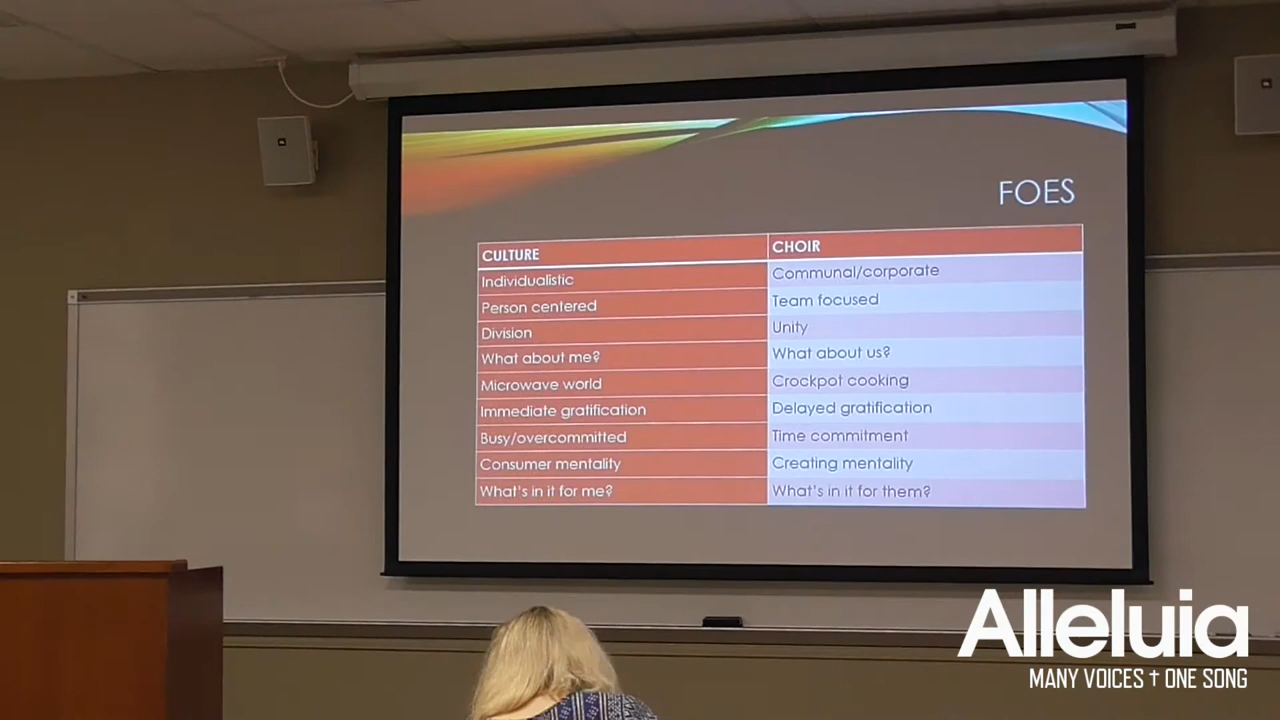 FOES
CULTURE CHOIR
Individualistic Communal/corporate
Person centered Team focused
Division Unity
What about me? What about us?
Microwave world Crockpot cooking
Immediate gratification Delayed gratification
Busy/overcommitted Time commitment
Consumer mentality Creating mentality
What's in it for me? What's in it for them?
Alleluia
MANY VOICES † ONE SONG